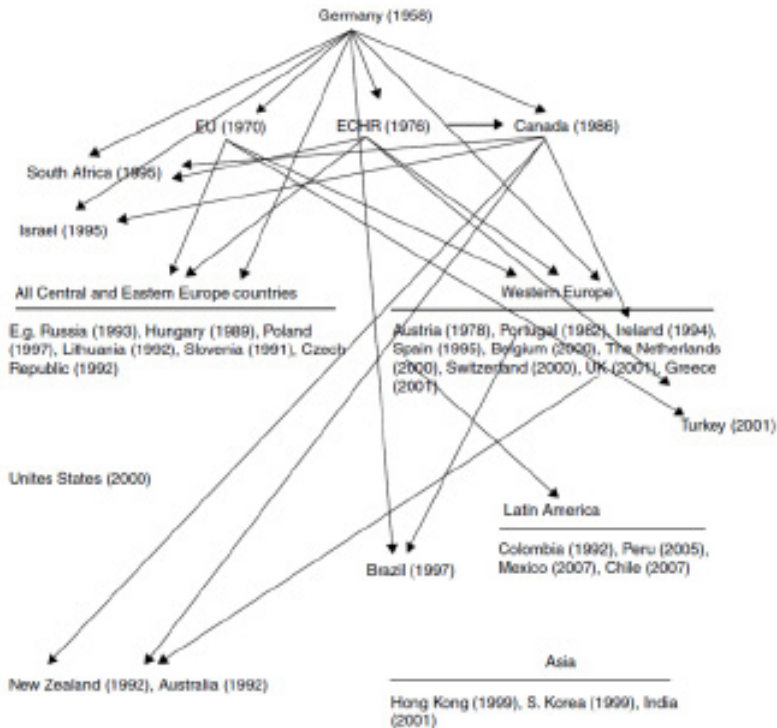 Germany (1958)
EU (1970)
ECHR (1976)
Canada (1986)
South Africa (1995)
Israel (1995)
All Central and Eastern Europe countries
E.g. Russia (1993), Hungary (1989), Poland
(1997), Lithuania (1992), Slovenia (1991), Czech
Republic (1992)
Western Europe
Austria (1978), Portugal (1982), Ireland (1994),
Spain (1995), Belgium (2000), The Netherlands
(2000), Switzerland (2000), UK (2001), Greece
(2001)
Turkey (2001)
Unites States (2000)
Latin America
Colombia (1992), Peru (2005),
Mexico (2007), Chile (2007)
Brazil (1997)
New Zealand (1992), Australia (1992)
Asia
Hong Kong (1999), S. Korea (1999), India
(2001)